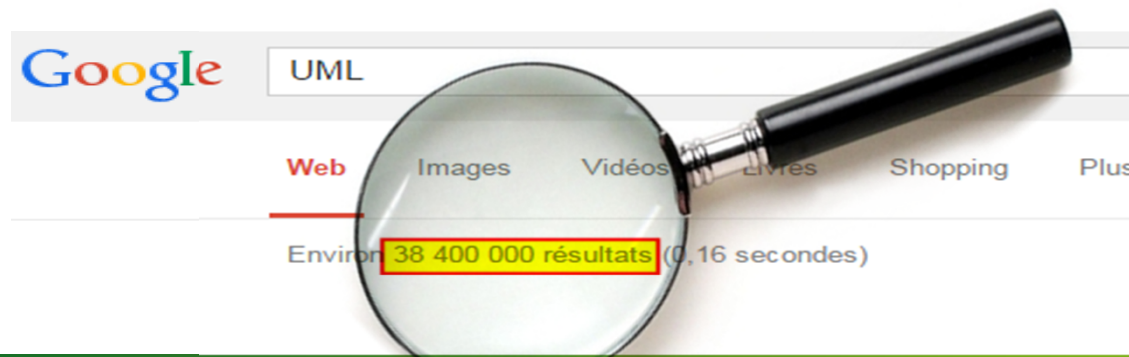 Google UML
Web Images Vidéos Livres Shopping Plus
Environ 38 400 000 résultats (0,16 secondes)